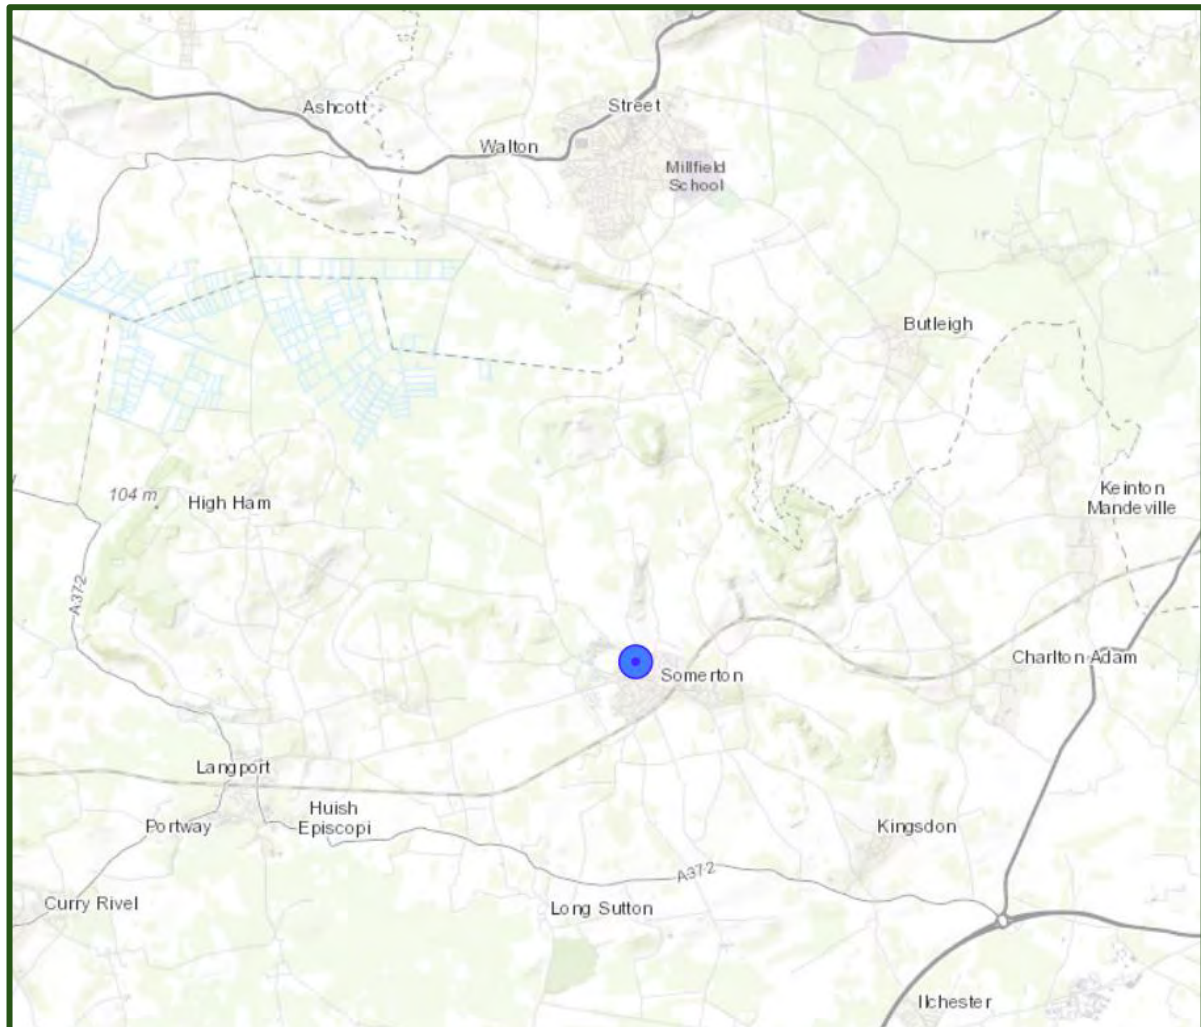 Ashcott
Street
Walton
Millfield
School
Butleigh
104 m
High Ham
Keinton
Mandeville
A372
Charlton Adam
Somerton
Langport
Huish
Episcopi
Portway
Kingsdon
A372
Curry Rivel
Long Sutton
Ilchester